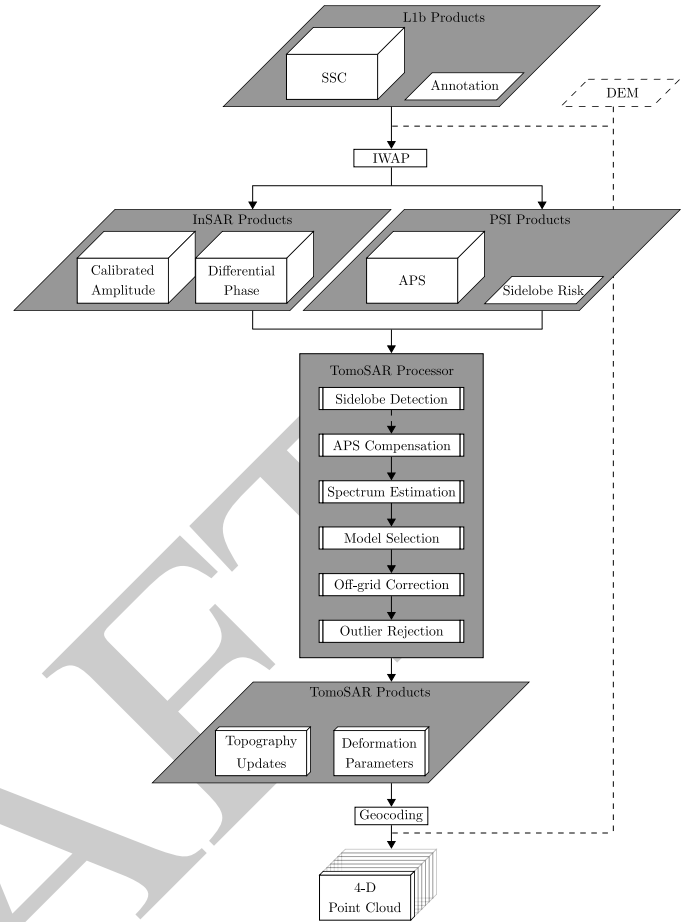 L1b Products
SSC
Annotation
DEM
IWAP
InSAR Products
PSI Products
Calibrated
Amplitude
Differential
Phase
APS
Sidelobe Risk
TomoSAR Processor
Sidelobe Detection
APS Compensation
Spectrum Estimation
Model Selection
Off-grid Correction
Outlier Rejection
TomoSAR Products
Topography
Updates
Deformation
Parameters
Geocoding
4-D
Point Cloud